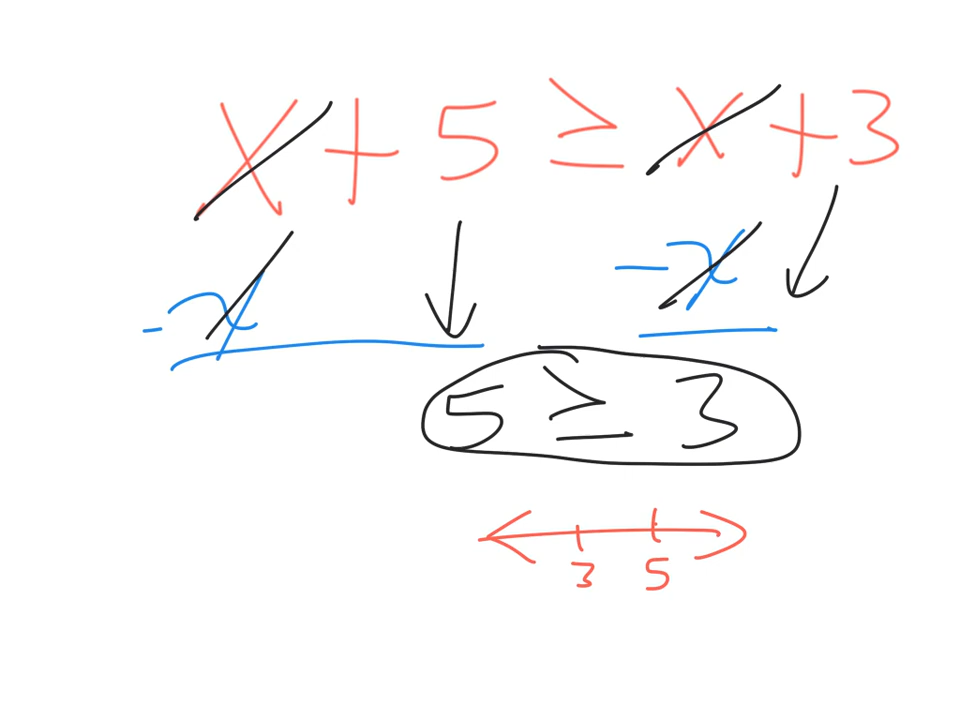 x + 5 ≥ x + 3
-x -x
5 ≥ 3
3 5